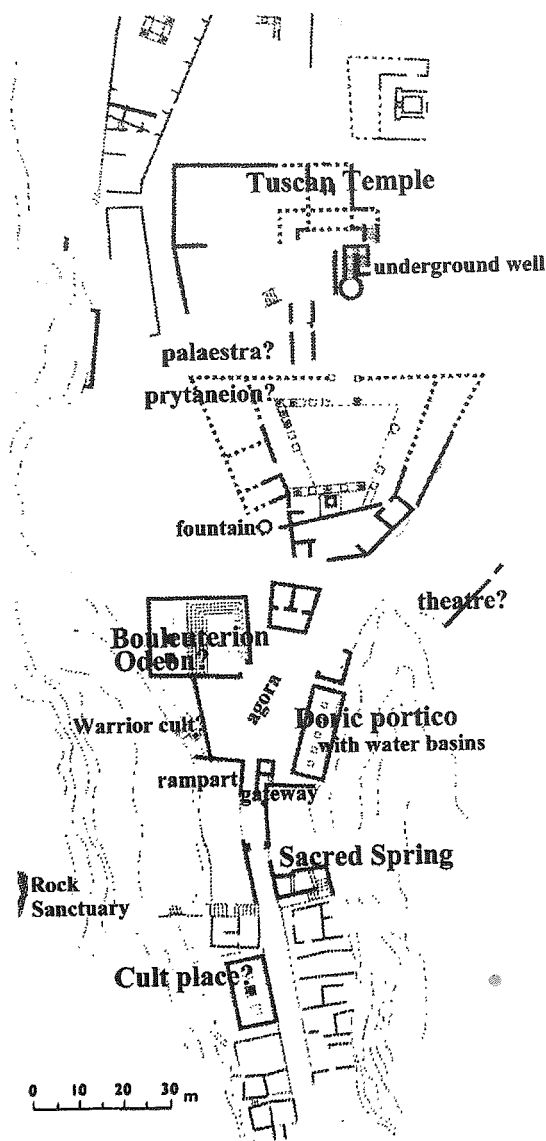 Tuscan Temple
underground well
palaestra?
prytaneion?
fountain
theatre?
Bouleuterion
Odeon?
agora
Doric portico
with water basins
Warrior cult?
rampart
gateway
Sacred Spring
Rock
Sanctuary
Cult place?
0 10 20 30 m